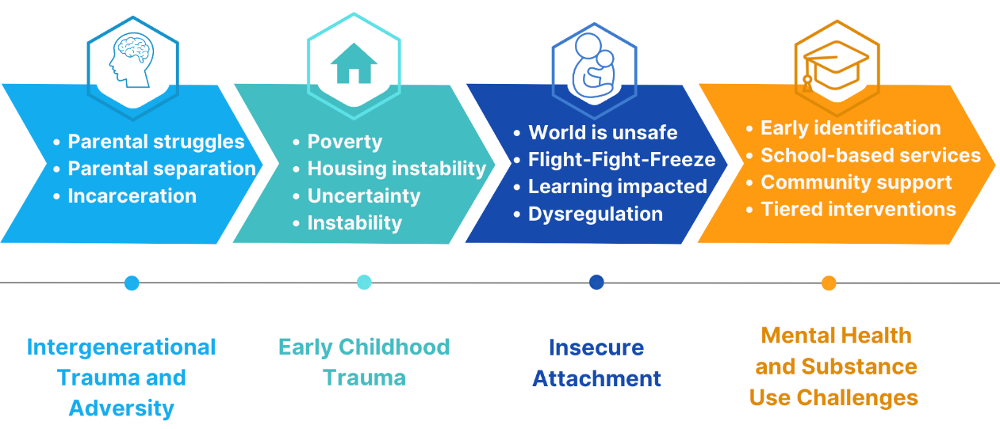 • Parental struggles
• Parental separation
• Incarceration
• Poverty
• Housing instability
• Uncertainty
• Instability
• World is unsafe
• Flight-Fight-Freeze
• Learning impacted
• Dysregulation
• Early identification
• School-based services
• Community support
• Tiered interventions
Intergenerational
Trauma and
Adversity
Early Childhood
Trauma
Insecure
Attachment
Mental Health
and Substance
Use Challenges